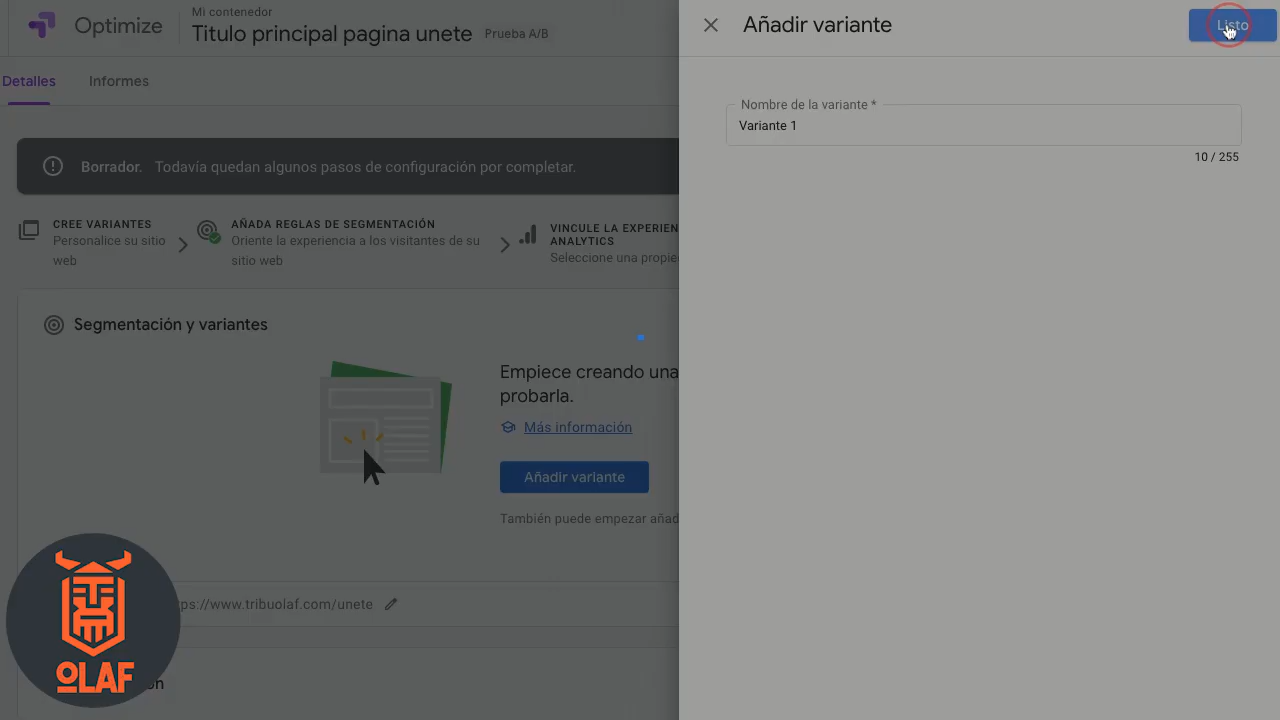 Optimize
Mi contenedor
Titulo principal pagina unete
Prueba A/B
Detalles
Informes
Borrador. Todavía quedan algunos pasos de configuración por completar.
CREE VARIANTES
Personalice su sitio
web
AÑADA REGLAS DE SEGMENTACIÓN
Oriente la experiencia a los visitantes de su
sitio web
VINCULE LA EXPERIEN
ANALYTICS
Seleccione una propie
Segmentación y variantes
Empiece creando una
probarla.
Más información
Añadir variante
También puede empezar añad
ps://www.tribuolaf.com/unete
ón
OLAF
Añadir variante
Listo
Nombre de la variante *
Variante 1
10 / 255